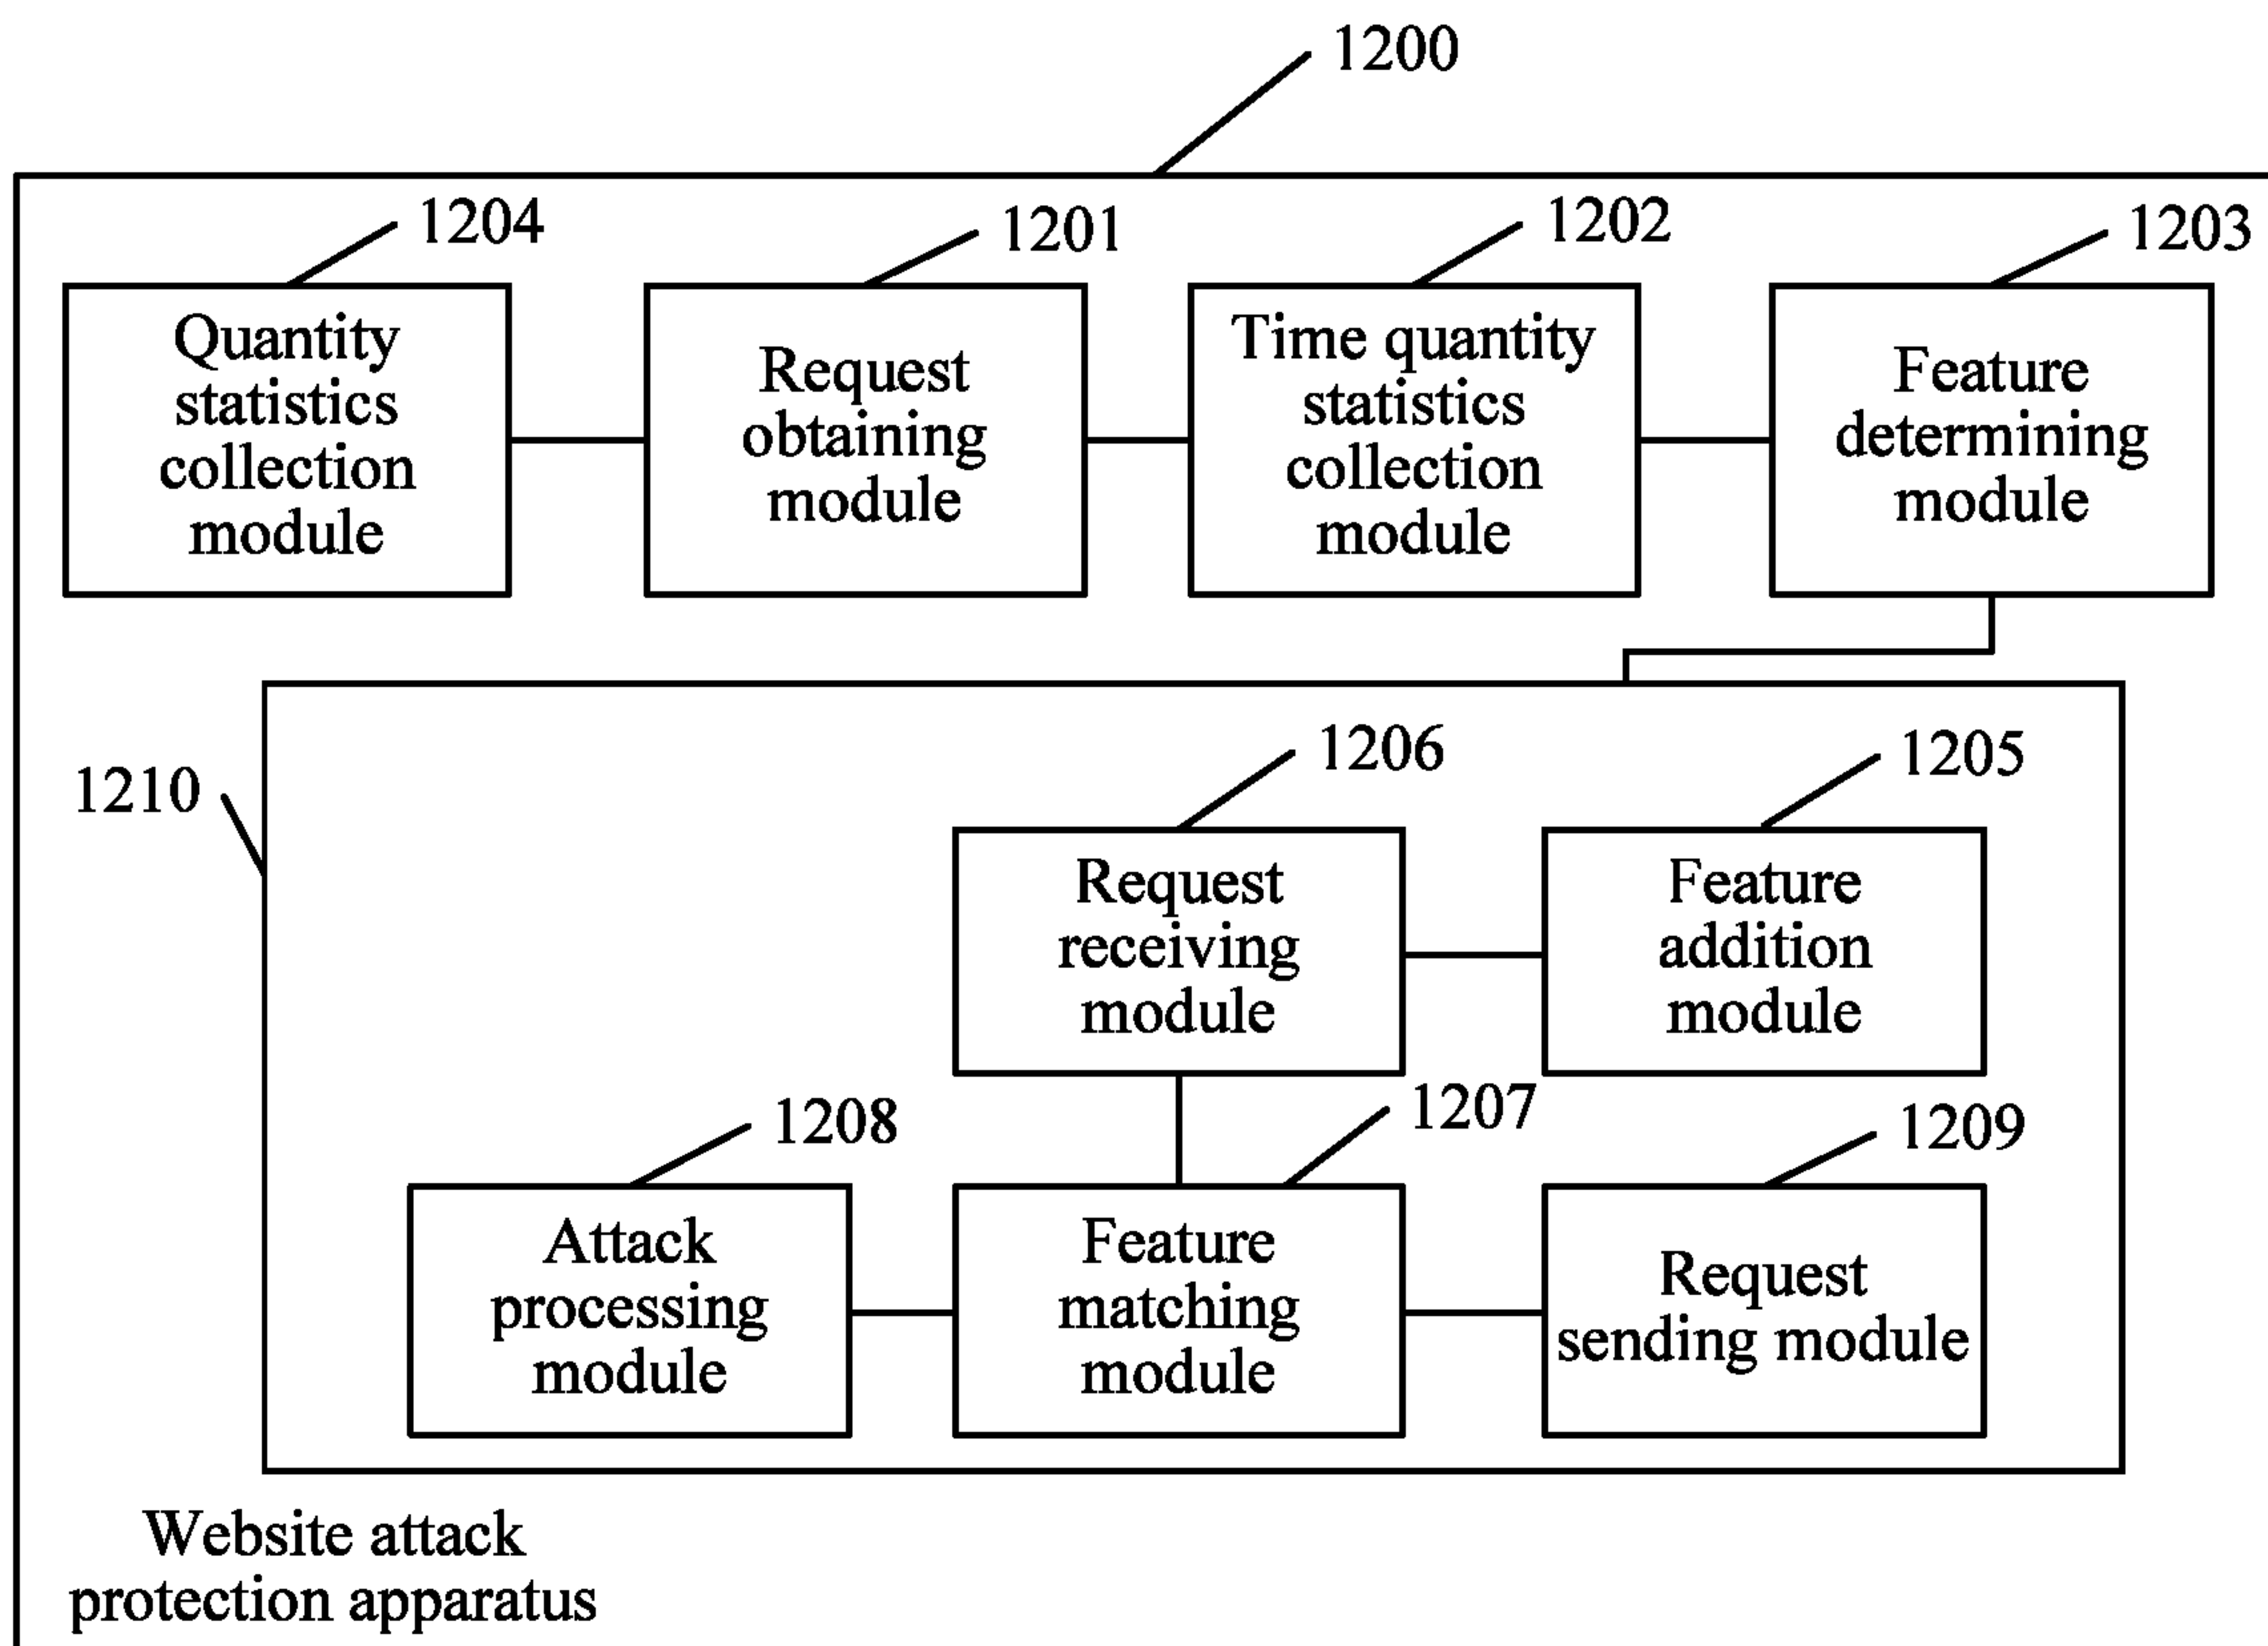 1200
1204
1201
1202
1203
Quantity
statistics
collection
module
Request
obtaining
module
Time quantity
statistics
collection
module
Feature
determining
module
1210
1206
1205
Request
receiving
module
Feature
addition
module
1208
1207
1209
Attack
processing
module
Feature
matching
module
Request
sending module
Website attack
protection apparatus